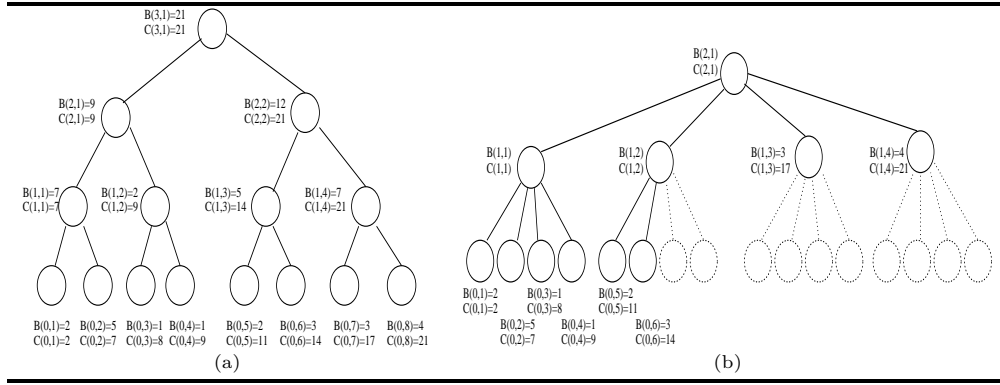 B(3,1)=21
C(3,1)=21
B(2,1)=9
C(2,1)=9
B(2,2)=12
C(2,2)=21
B(1,1)=7
C(1,1)=7
B(1,2)=2
C(1,2)=9
B(1,3)=5
C(1,3)=14
B(1,4)=7
C(1,4)=21
B(0,1)=2
C(0,1)=2
B(0,2)=5
C(0,2)=7
B(0,3)=1
C(0,3)=8
B(0,4)=1
C(0,4)=9
B(0,5)=2
C(0,5)=11
B(0,6)=3
C(0,6)=14
B(0,7)=3
C(0,7)=17
B(0,8)=4
C(0,8)=21
(a)
B(2,1)
C(2,1)
B(1,1)
C(1,1)
B(1,2)
C(1,2)
B(1,3)=3
C(1,3)=17
B(1,4)=4
C(1,4)=21
B(0,1)=2
C(0,1)=2
B(0,3)=1
C(0,3)=8
B(0,5)=2
C(0,5)=11
B(0,2)=5
C(0,2)=7
B(0,4)=1
C(0,4)=9
B(0,6)=3
C(0,6)=14
(b)